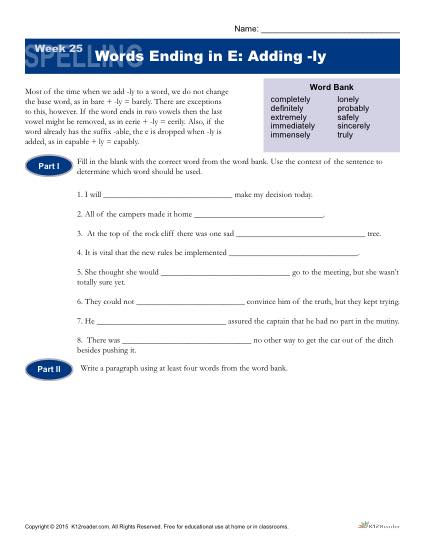 Name:
Week 25
SPELLING
Words Ending in E: Adding -ly
Most of the time when we add -ly to a word, we do not change
the base word, as in bare + -ly = barely. There are exceptions
to this, however. If the word ends in two vowels then the last
vowel might be removed, as in eerie + -ly = eerily. Also, if the
word already has the suffix -able, the e is dropped when -ly is
added, as in capable + ly = capably.
Word Bank
completely lonely
definitely probably
extremely safely
immediately sincerely
immensely truly
Part I
Fill in the blank with the correct word from the word bank. Use the context of the sentence to
determine which word should be used.
1. I will ______________________________ make my decision today.
2. All of the campers made it home ______________________________.
3. At the top of the rock cliff there was one sad ______________________________ tree.
4. It is vital that the new rules be implemented ______________________________.
5. She thought she would ______________________________ go to the meeting, but she wasn't
totally sure yet.
6. They could not __________________________ convince him of the truth, but they kept trying.
7. He ______________________________ assured the captain that he had no part in the mutiny.
8. There was ______________________________ no other way to get the car out of the ditch
besides pushing it.
Part II
Write a paragraph using at least four words from the word bank.
Copyright © 2015 K12reader.com. All Rights Reserved. Free for educational use at home or in classrooms.
K12Reader